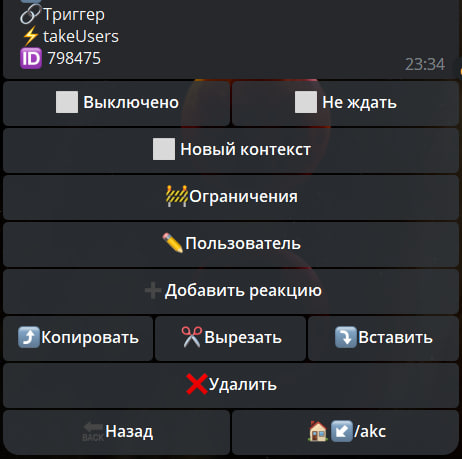 🔗Триггер
⚡takeUsers
🆔 798475
23:34
⬜ Выключено
⬜ Не ждать
⬜ Новый контекст
🚧Ограничения
✏️Пользователь
➕Добавить реакцию
⤴️Копировать
✂️Вырезать
⤵️Вставить
❌Удалить
🔙Назад
🏠↙️/akc